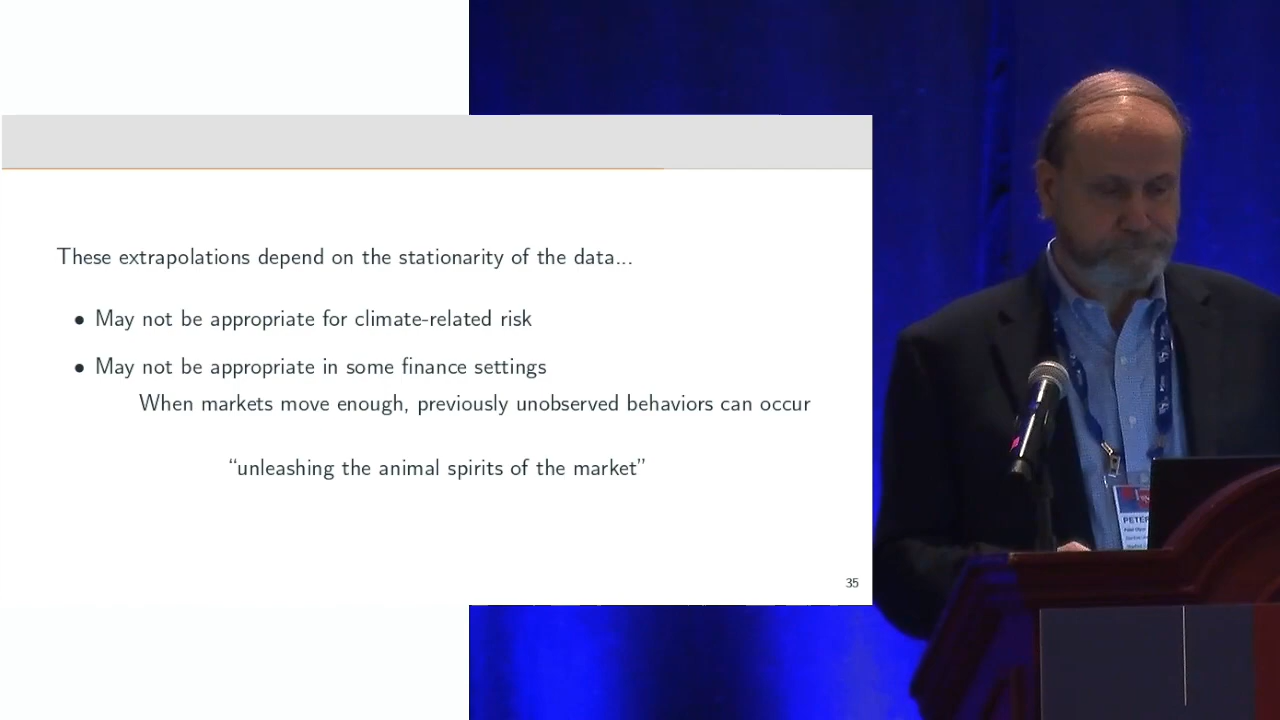 These extrapolations depend on the stationarity of the data...
• May not be appropriate for climate-related risk
• May not be appropriate in some finance settings
When markets move enough, previously unobserved behaviors can occur
“unleashing the animal spirits of the market”
35
PETER